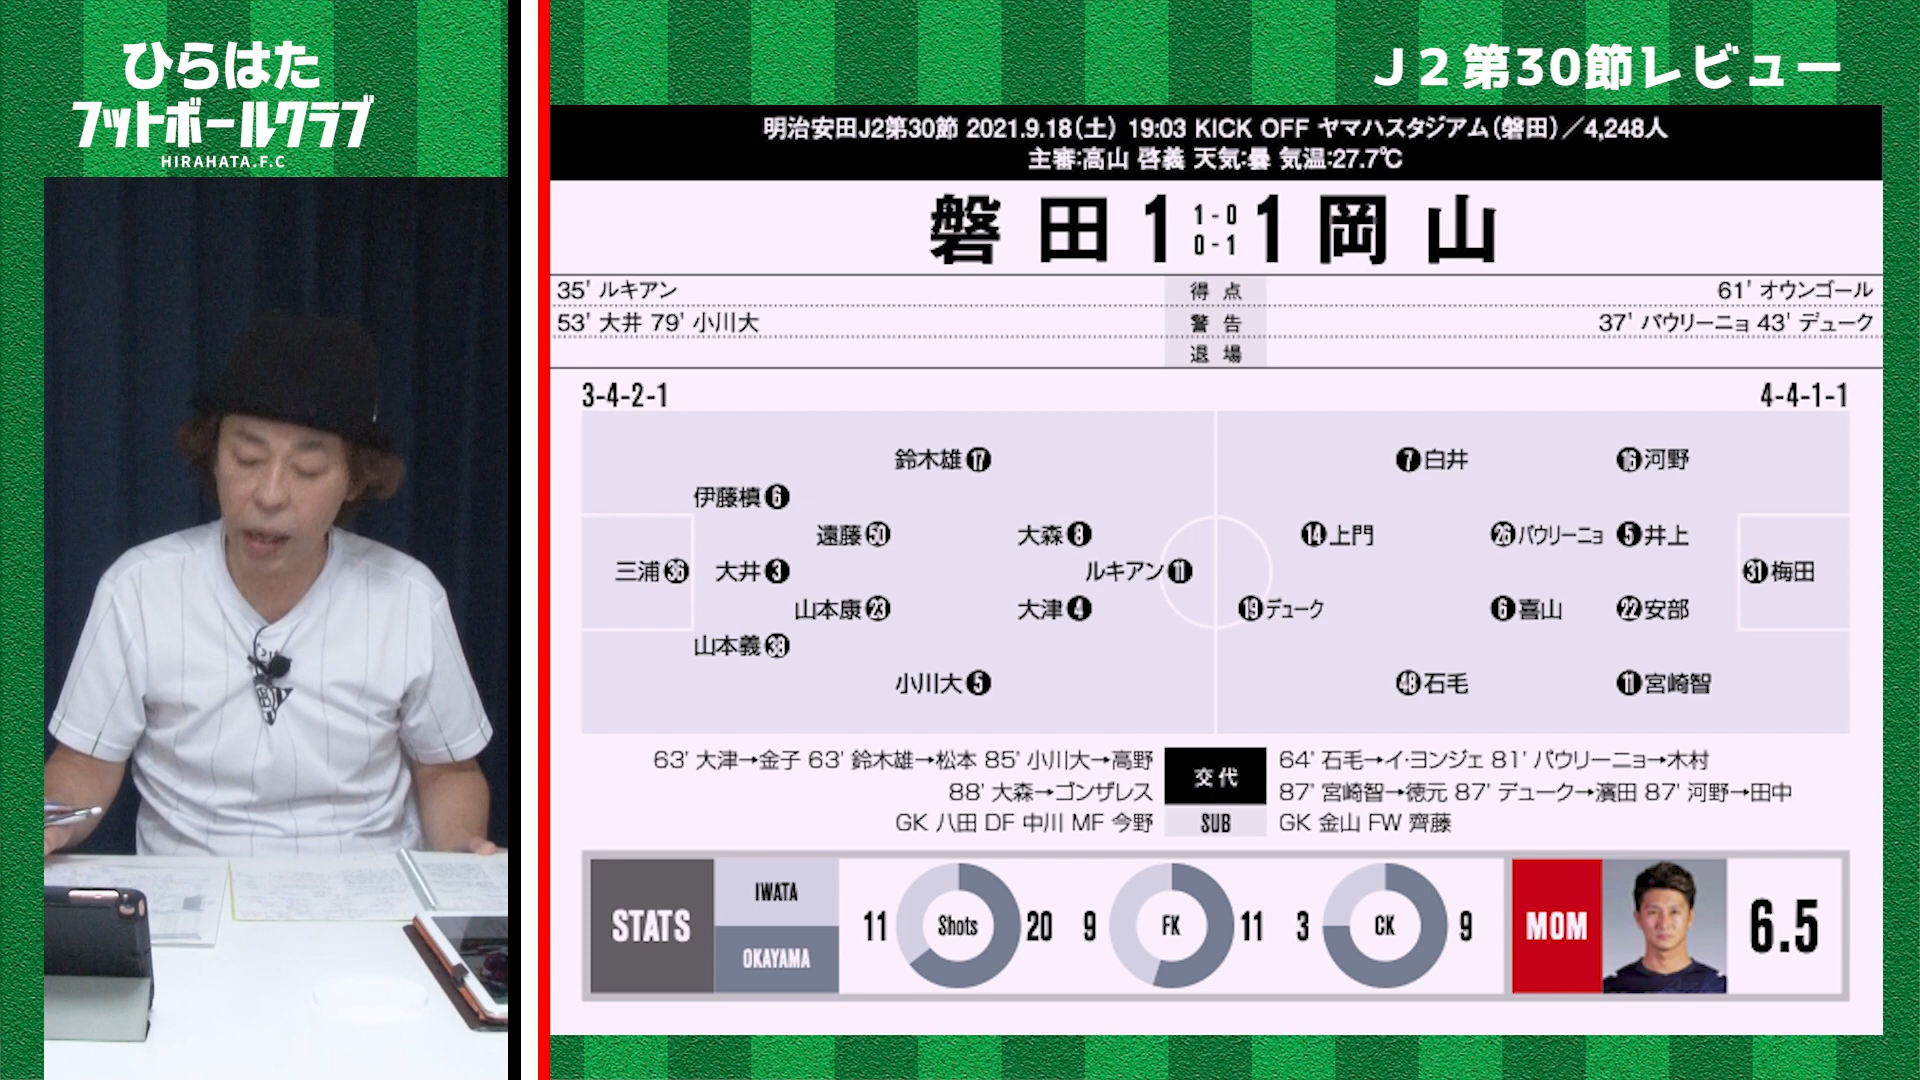 ひらはた
フットボールクラブ
HIRAHATA.F.C
J2第30節レビュー
明治安田J2第30節 2021.9.18(土) 19:03 KICK OFF ヤマハスタジアム(磐田)/4,248人
主審:高山 啓義 天気:曇 気温:27.7℃
磐田 1 1-0 1 岡山
0-1
35' ルキアン 得点 61' オウンゴール
53' 大井 79' 小川大 警告 37' パウリーニョ 43' デューク
退場
3-4-2-1 4-4-1-1
鈴木雄 17 7 白井 16 河野
伊藤槙 6
遠藤 50 大森 8 14 上門 26 パウリーニョ 5 井上
三浦 36 大井 3 ルキアン 11 31 梅田
山本康 23 大津 4 19 デューク 6 喜山 22 安部
山本義 38
小川大 5 48 石毛 11 宮崎智
63' 大津→金子 63' 鈴木雄→松本 85' 小川大→高野 交代 64' 石毛→イ・ヨンジェ 81' パウリーニョ→木村
88' 大森→ゴンザレス 87' 宮崎智→徳元 87' デューク→濱田 87' 河野→田中
GK 八田 DF 中川 MF 今野 SUB GK 金山 FW 齊藤
STATS IWATA 11 Shots 20 9 FK 11 3 CK 9 MOM 6.5
OKAYAMA